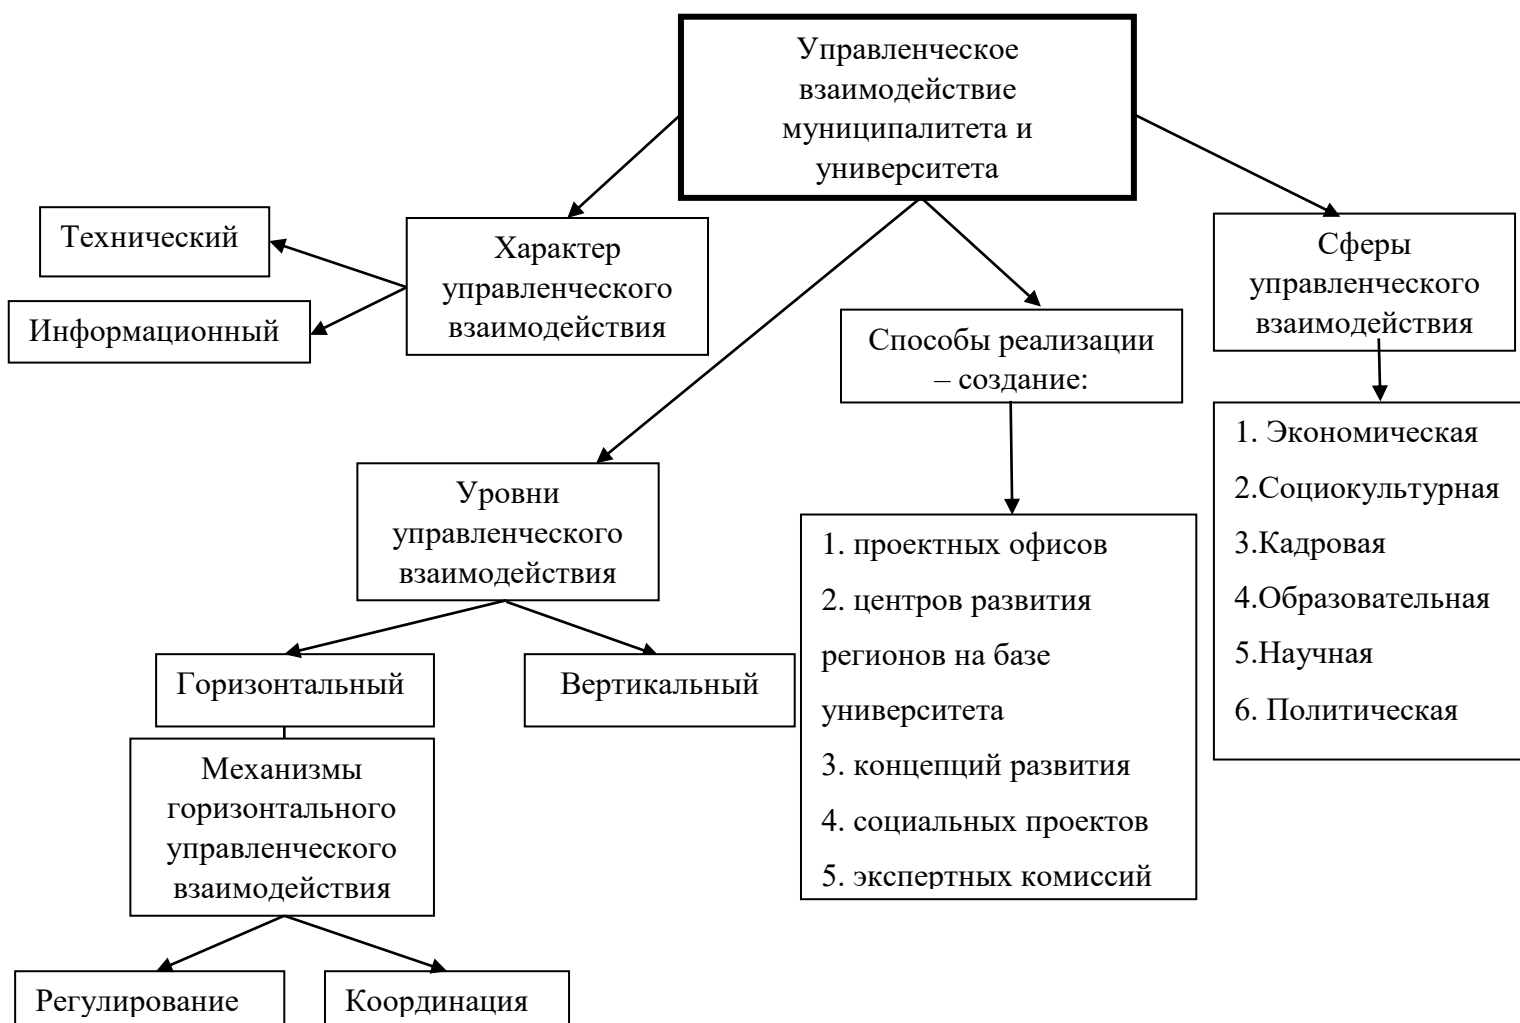 Управленческое
взаимодействие
муниципалитета и
университета
Технический
Информационный
Характер
управленческого
взаимодействия
Сферы
управленческого
взаимодействия
Способы реализации
– создание:
1. Экономическая
2.Социокультурная
3.Кадровая
4.Образовательная
5.Научная
6. Политическая
Уровни
управленческого
взаимодействия
1. проектных офисов
2. центров развития
регионов на базе
университета
3. концепций развития
4. социальных проектов
5. экспертных комиссий
Горизонтальный
Вертикальный
Механизмы
горизонтального
управленческого
взаимодействия
Регулирование
Координация